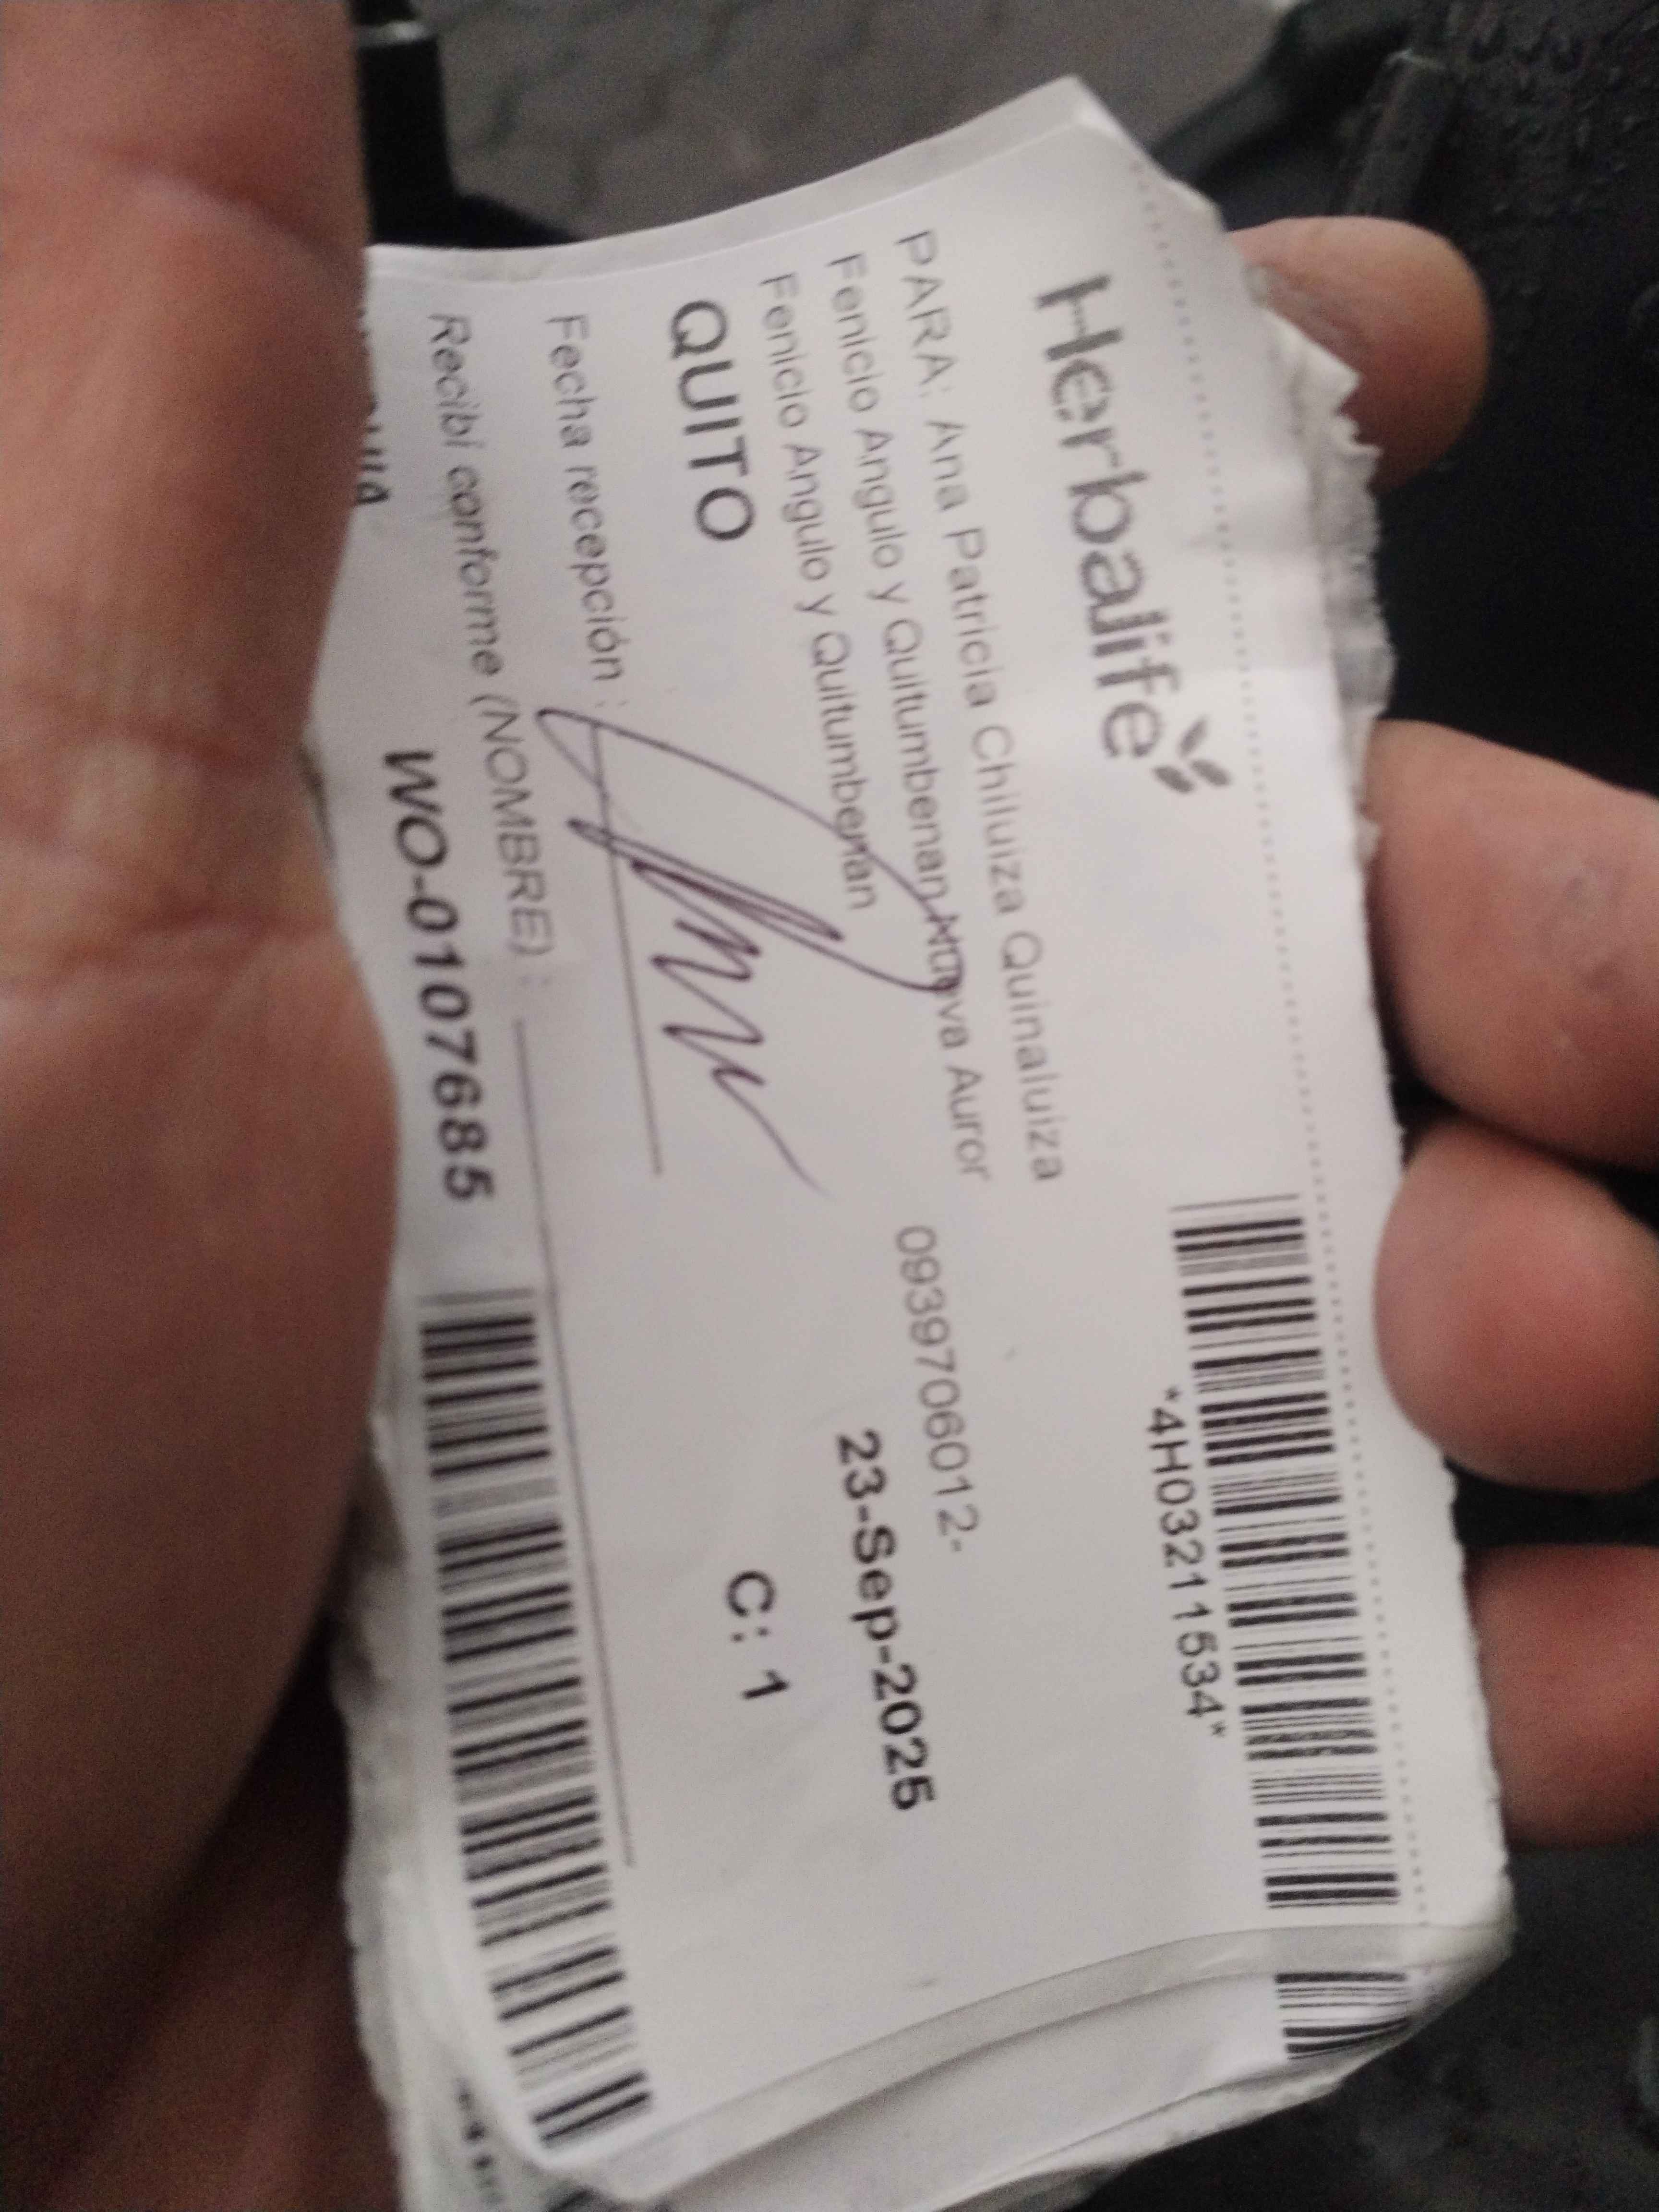 Herbalife
*4H03211534*
PARA: Ana Patricia Chiluiza Quinaluiza
Fenicio Angulo y Quitumbenan Nueva Auror
0939706012-
Fenicio Angulo y Quitumbenan
23-Sep-2025
QUITO
C: 1
Fecha recepción :
Recibí conforme (NOMBRE) :
WO-01077685